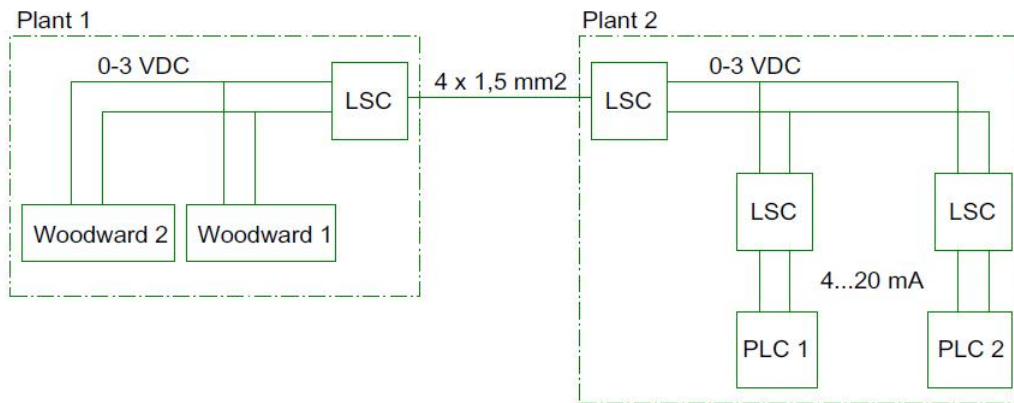 Plant 1
Plant 2
0-3 VDC
4 x 1,5 mm2
0-3 VDC
LSC
LSC
LSC
LSC
Woodward 2
Woodward 1
4...20 mA
PLC 1
PLC 2